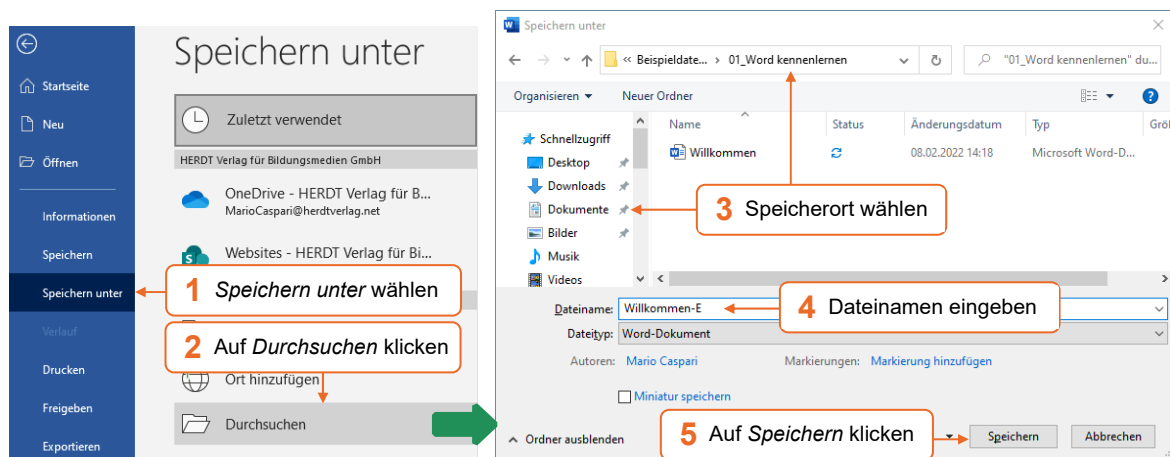 Speichern unter
Startseite
Neu
Öffnen
Informationen
Speichern
Speichern unter
Verlauf
Drucken
Freigeben
Exportieren
Zuletzt verwendet
HERDT Verlag für Bildungsmedien GmbH
OneDrive - HERDT Verlag für B...
MarioCaspari@herdtverlag.net
Websites - HERDT Verlag für Bi...
1 Speichern unter wählen
2 Auf Durchsuchen klicken
Ort hinzufügen
Durchsuchen
Speichern unter
« Beispieldate... › 01_Word kennenlernen
"01_Word kennenlernen" du...
Organisieren
Neuer Ordner
Schnellzugriff
Desktop
Downloads
Dokumente
Bilder
Musik
Videos
Name Status Änderungsdatum Typ Grö
Willkommen 08.02.2022 14:18 Microsoft Word-D...
3 Speicherort wählen
Dateiname: Willkommen-E
4 Dateinamen eingeben
Dateityp: Word-Dokument
Autoren: Mario Caspari Markierungen: Markierung hinzufügen
Miniatur speichern
Ordner ausblenden
5 Auf Speichern klicken
Speichern
Abbrechen